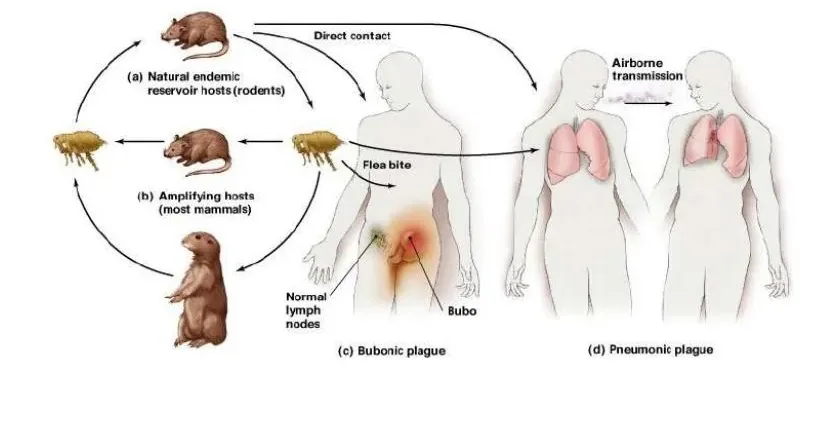 Direct contact
(a) Natural endemic
reservoir hosts (rodents)
Airborne
transmission
Flea bite
(b) Amplifying hosts
(most mammals)
Normal
lymph
nodes
Bubo
(c) Bubonic plague
(d) Pneumonic plague